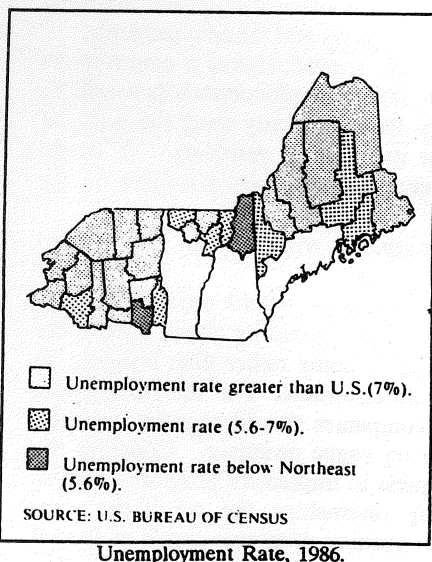 Unemployment rate greater than U.S.(7%).
Unemployment rate (5.6-7%).
Unemployment rate below Northeast
(5.6%).
SOURCE: U.S. BUREAU OF CENSUS
Unemployment Rate, 1986.